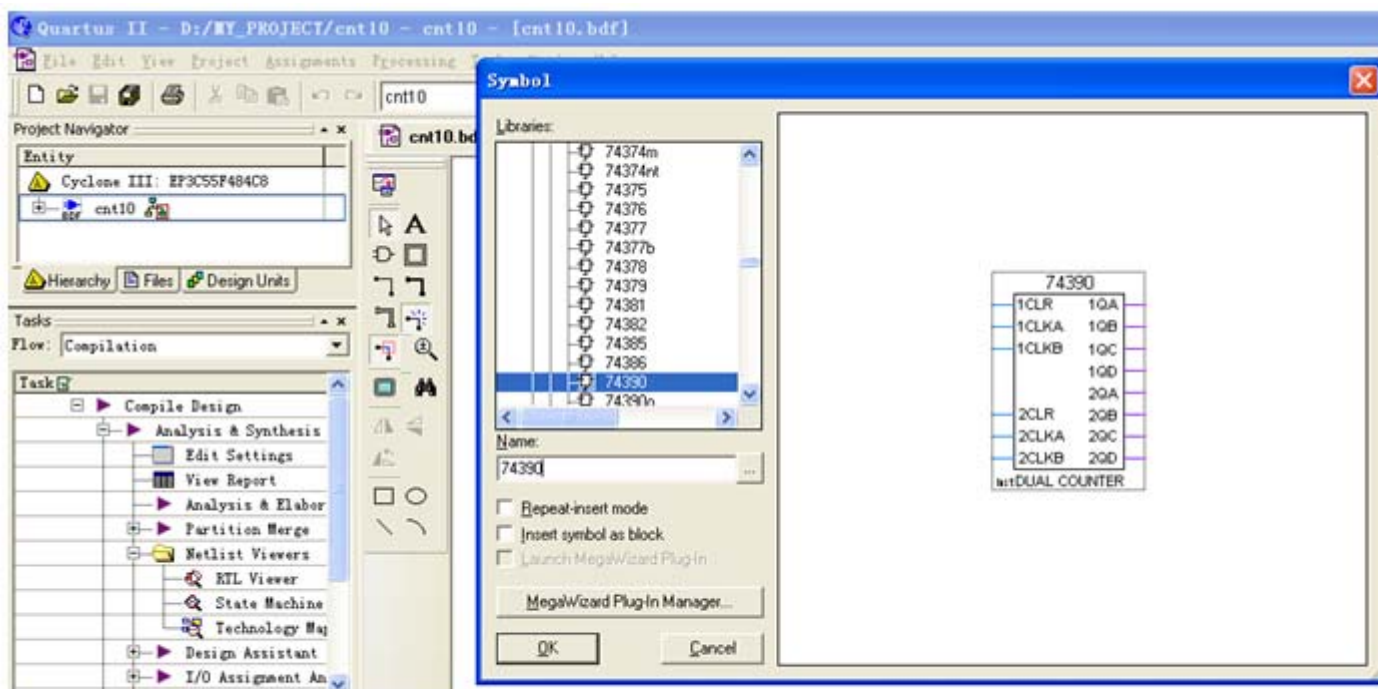 Quartus II - D:/MY_PROJECT/cnt10 - cnt10 - [cnt10.bdf]
File Edit View Project Assignments Processing
cnt10
Project Navigator
cnt10.bd
Entity
Cyclone III: EP3C55F484C8
cnt10
Hierarchy Files Design Units
Tasks
Flow: Compilation
Task
Compile Design
Analysis & Synthesis
Edit Settings
View Report
Analysis & Elabor
Partition Merge
Netlist Viewers
RTL Viewer
State Machine
Technology Map
Design Assistant
I/O Assignment An
Symbol
Libraries:
74374m
74374nt
74375
74376
74377
74377b
74378
74379
74381
74382
74385
74386
74390
74390o
Name:
74390
...
Repeat-insert mode
Insert symbol as block
Launch MegaWizard Plug-In
MegaWizard Plug-In Manager...
OK Cancel
74390
1CLR 1QA
1CLKA 1QB
1CLKB 1QC
1QD
2QA
2CLR 2QB
2CLKA 2QC
2CLKB 2QD
DUAL COUNTER